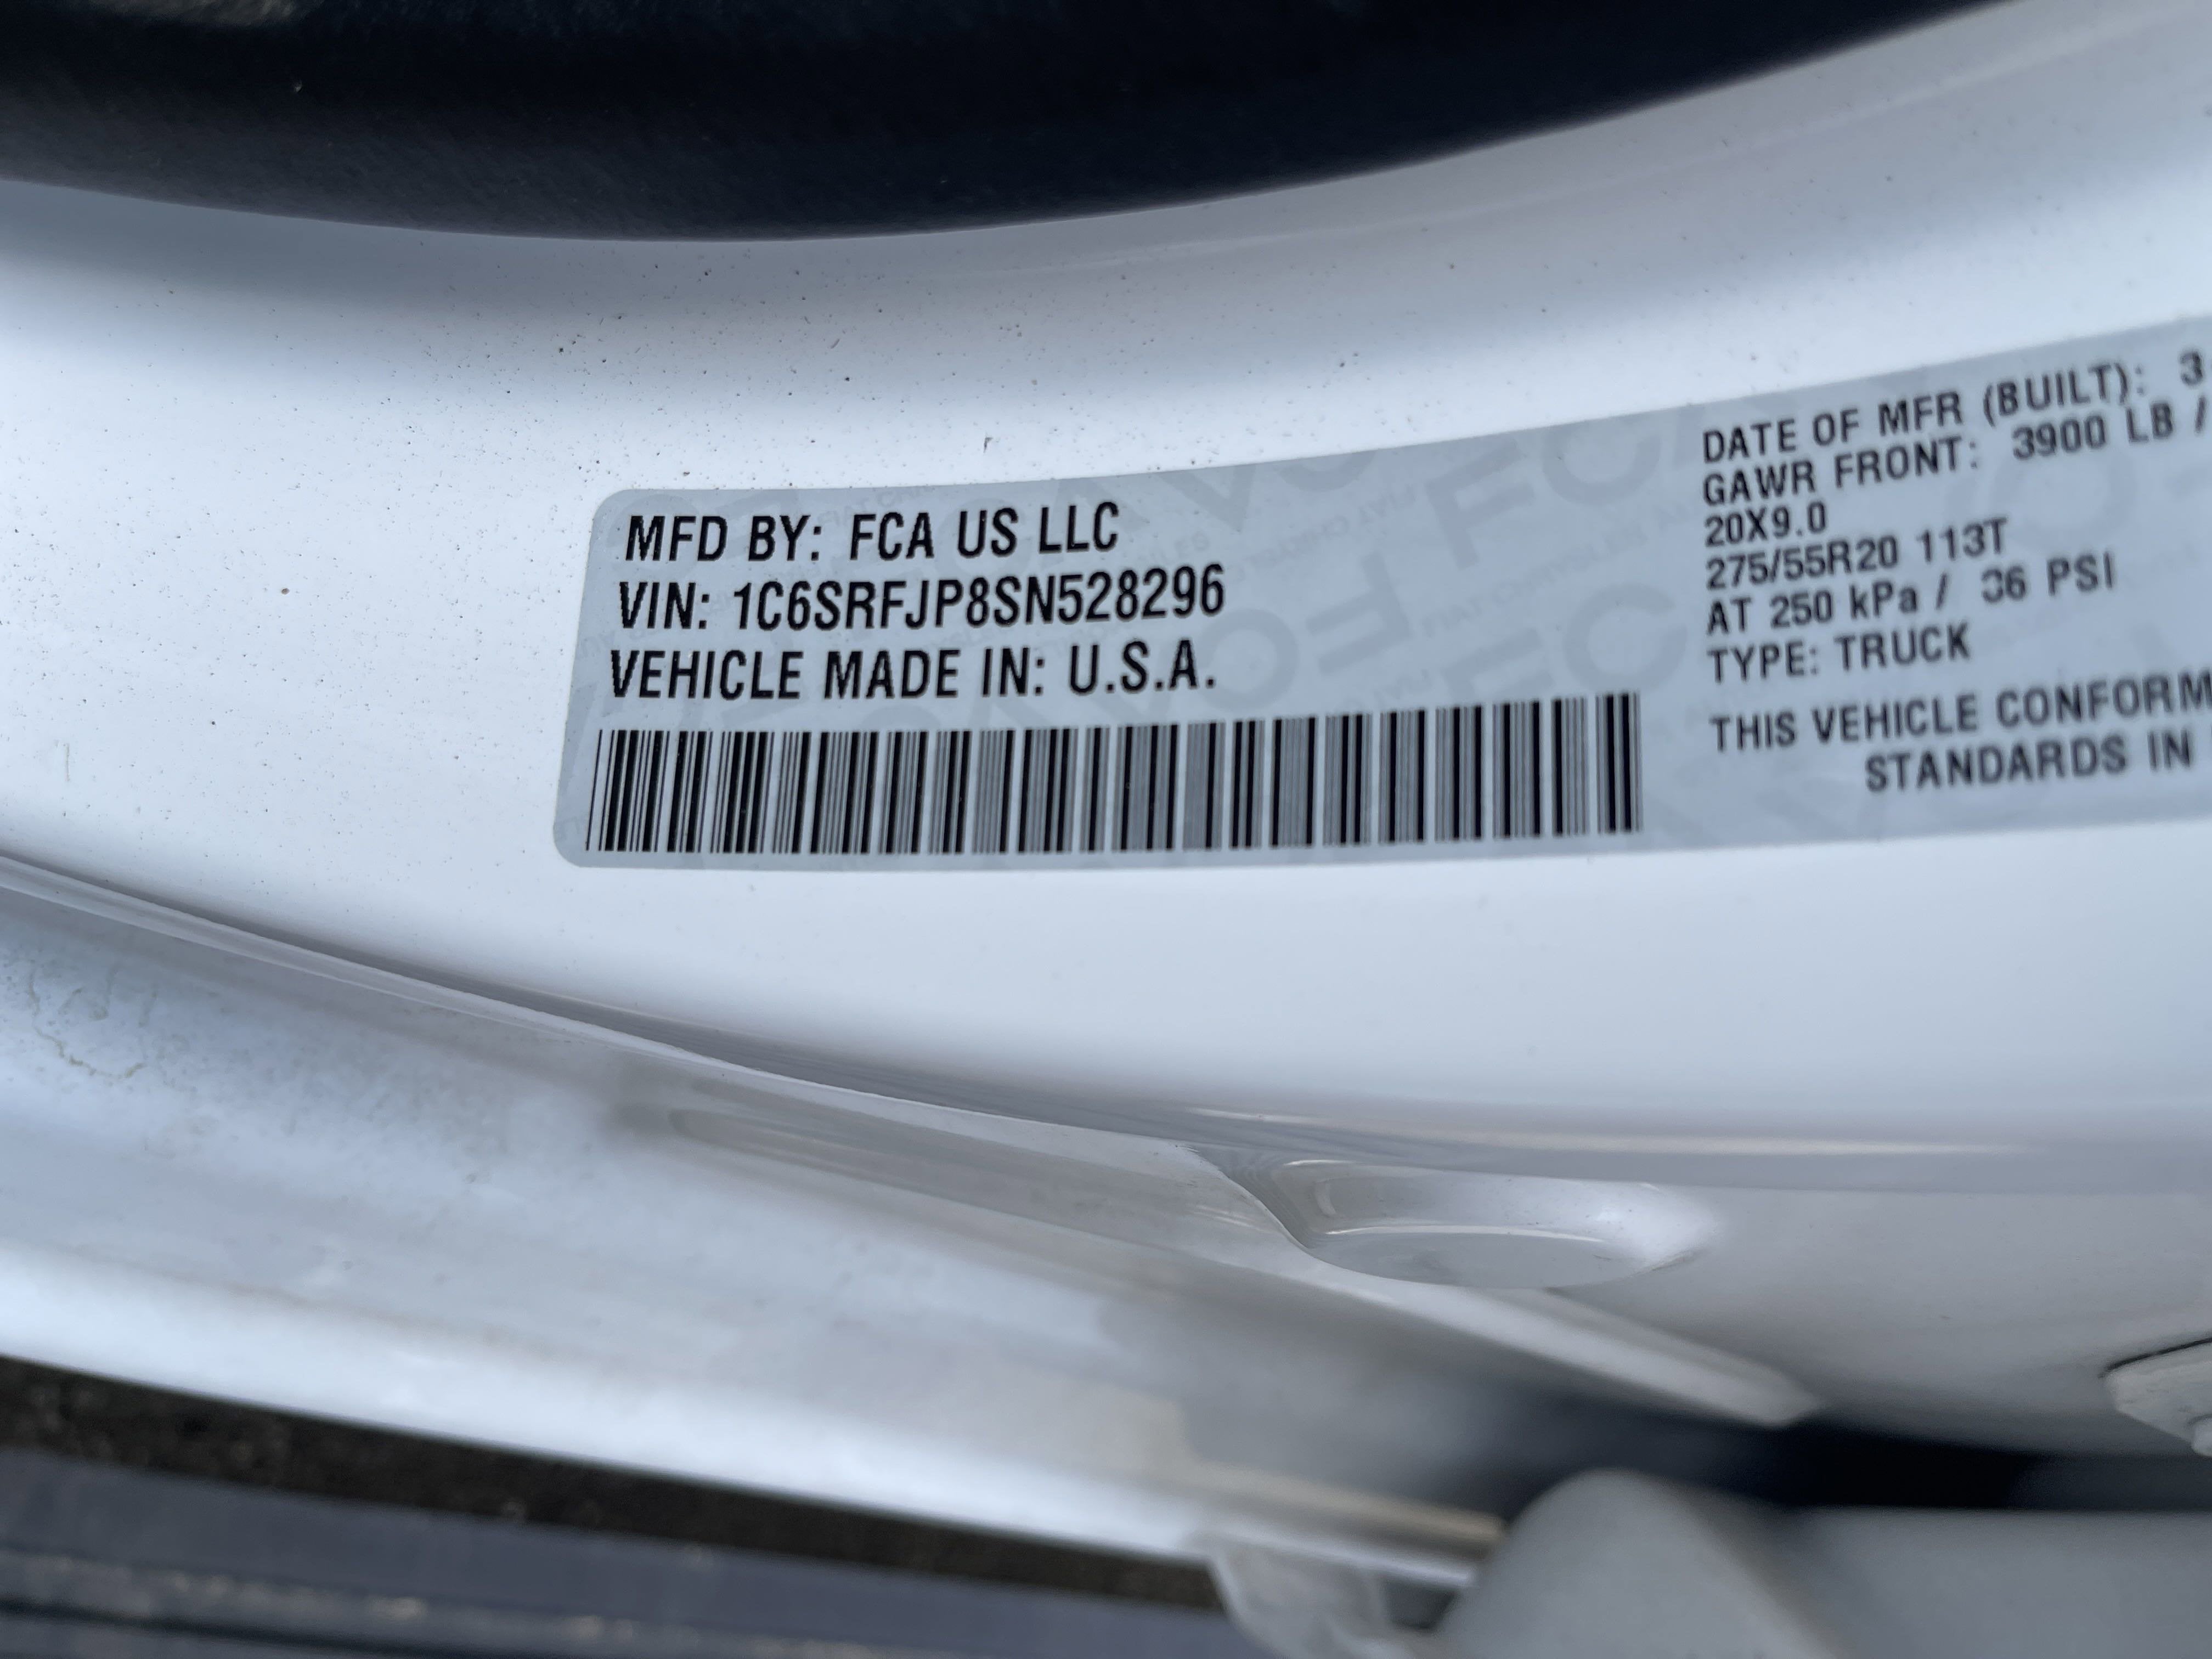 MFD BY: FCA US LLC
VIN: 1C6SRFJP8SN528296
VEHICLE MADE IN: U.S.A.
DATE OF MFR (BUILT): 3
GAWR FRONT: 3900 LB /
20X9.0
275/55R20 113T
AT 250 kPa / 36 PSI
TYPE: TRUCK
THIS VEHICLE CONFORM
STANDARDS IN